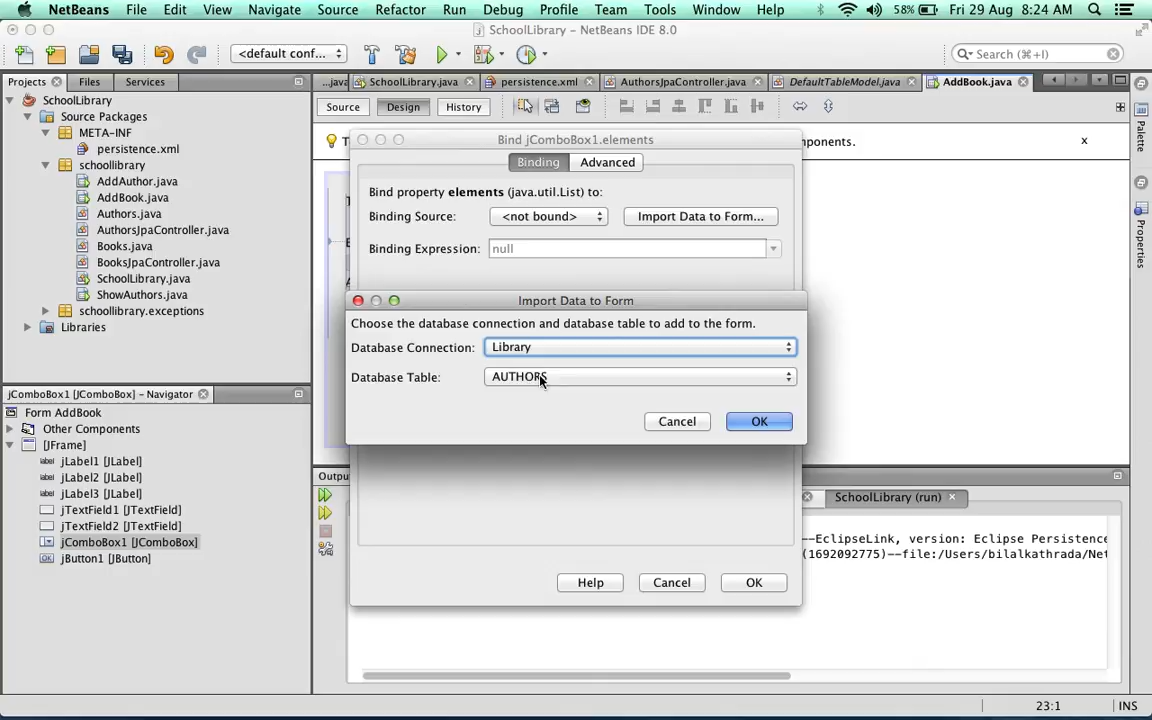 NetBeans File Edit View Navigate Source Refactor Run Debug Profile Team Tools Window Help 58% Fri 29 Aug 8:24 AM
SchoolLibrary – NetBeans IDE 8.0
<default conf... Search (⌘+I)
Projects Files Services
...java SchoolLibrary.java persistence.xml AuthorsJpaController.java DefaultTableModel.java AddBook.java
Source Design History
SchoolLibrary
Source Packages
META-INF
persistence.xml
schoollibrary
AddAuthor.java
AddBook.java
Authors.java
AuthorsJpaController.java
Books.java
BooksJpaController.java
SchoolLibrary.java
ShowAuthors.java
schoollibrary.exceptions
Libraries
jComboBox1 [JComboBox] – Navigator
Form AddBook
Other Components
[JFrame]
jLabel1 [JLabel]
jLabel2 [JLabel]
jLabel3 [JLabel]
jTextField1 [JTextField]
jTextField2 [JTextField]
jComboBox1 [JComboBox]
jButton1 [JButton]
ponents. x
Bind jComboBox1.elements
Binding Advanced
Bind property elements (java.util.List) to:
Binding Source: <not bound> Import Data to Form...
Binding Expression: null
Import Data to Form
Choose the database connection and database table to add to the form.
Database Connection: Library
Database Table: AUTHORS
Cancel OK
Help Cancel OK
Palette
Properties
Output
SchoolLibrary (run)
--EclipseLink, version: Eclipse Persistence
(1692092775)--file:/Users/bilalkathrada/Net
23:1 INS